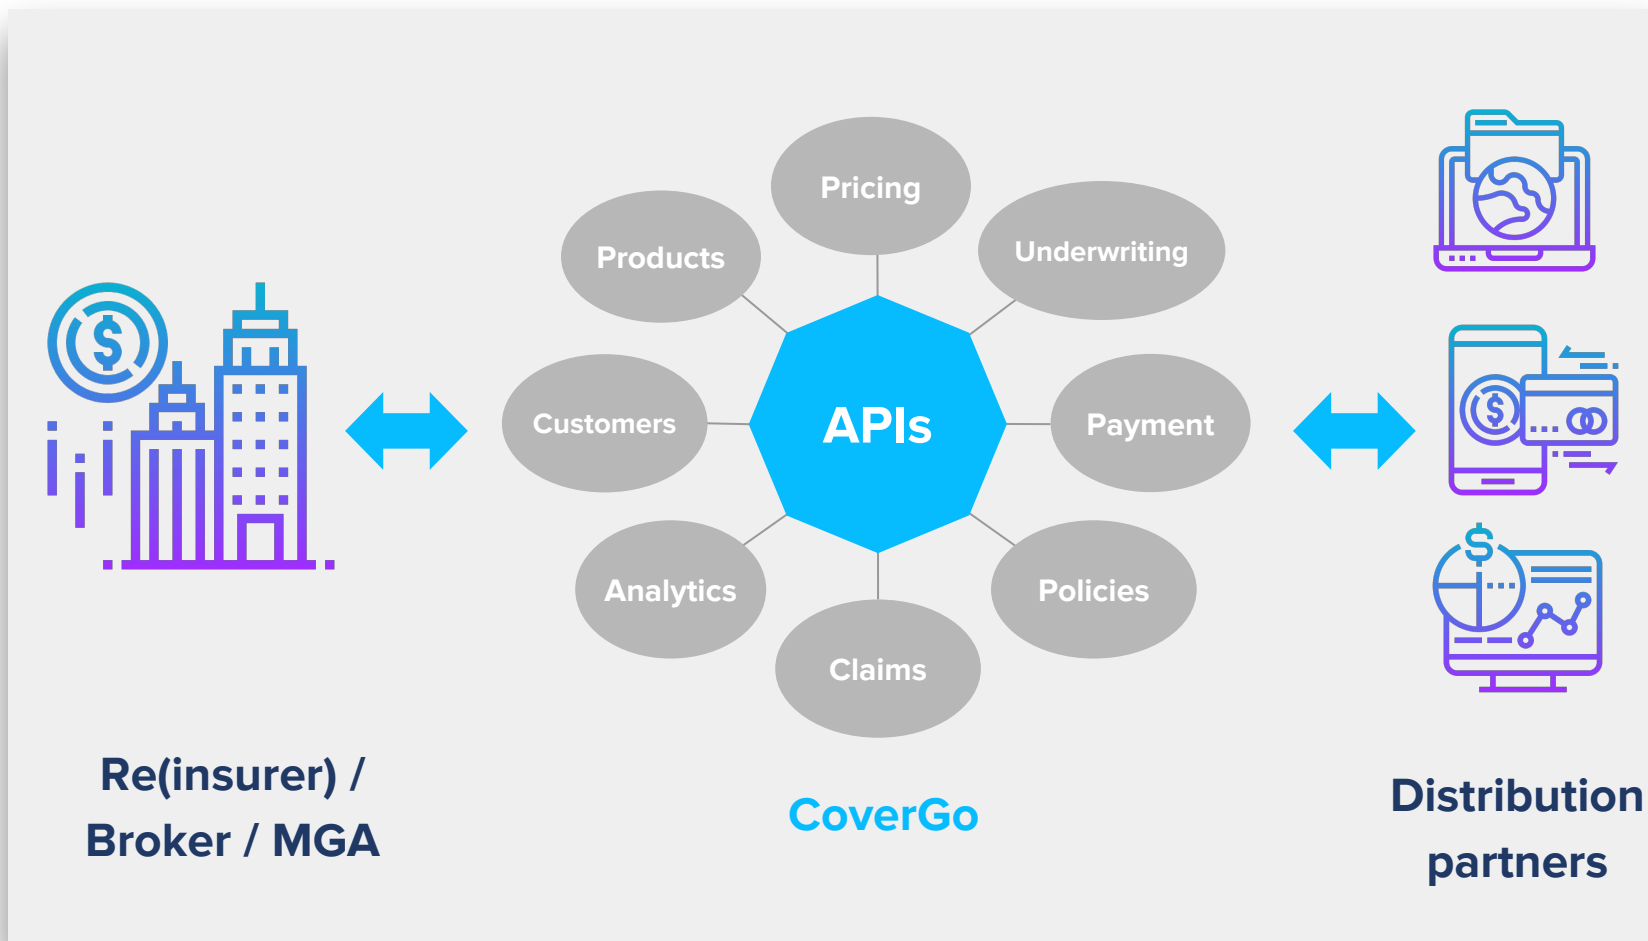 Pricing
Products
Underwriting
Customers
APIs
Payment
Analytics
Policies
Claims
Re(insurer) /
Broker / MGA
CoverGo
Distribution
partners